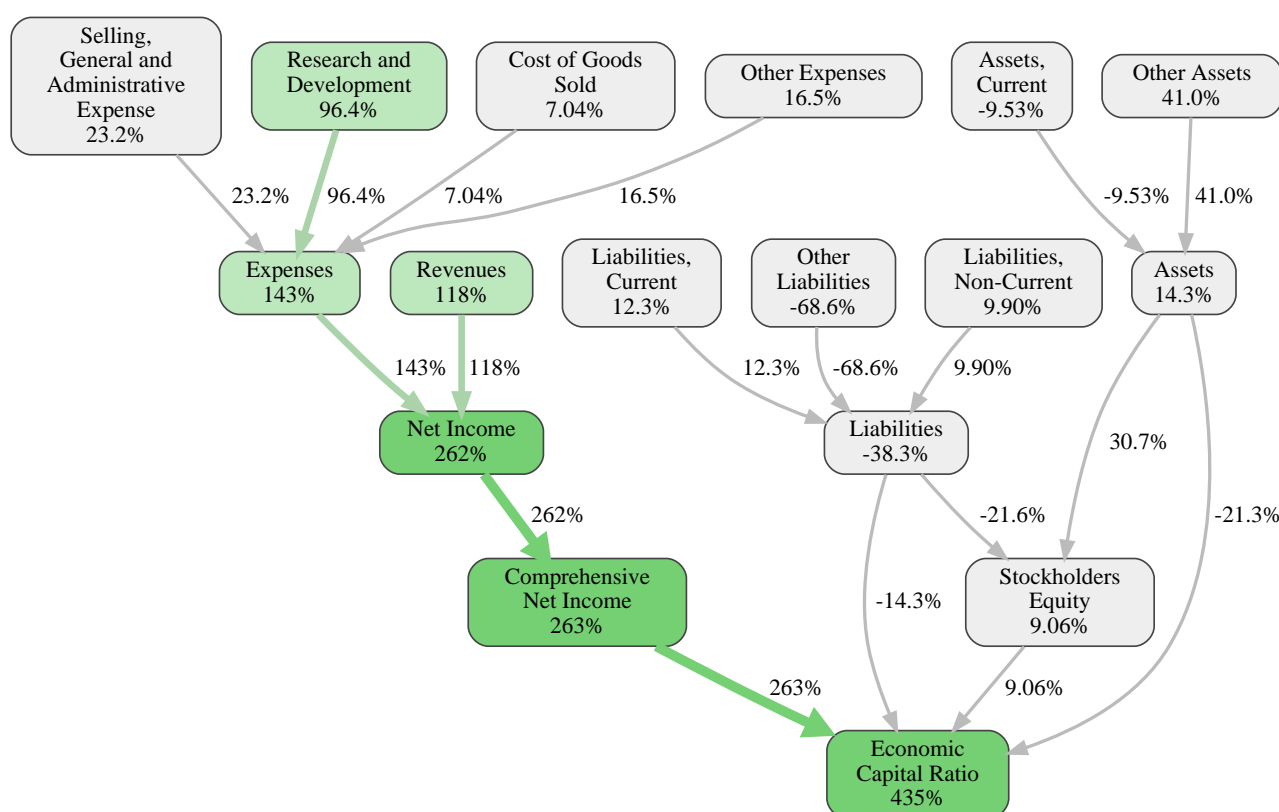 Selling,
General and
Administrative
Expense
23.2%
Research and
Development
96.4%
Cost of Goods
Sold
7.04%
Other Expenses
16.5%
Assets,
Current
-9.53%
Other Assets
41.0%
23.2%
96.4%
7.04%
16.5%
-9.53%
41.0%
Expenses
143%
Revenues
118%
Liabilities,
Current
12.3%
Other
Liabilities
-68.6%
Liabilities,
Non-Current
9.90%
Assets
14.3%
143%
118%
12.3%
-68.6%
9.90%
Net Income
262%
Liabilities
-38.3%
30.7%
262%
-21.6%
-21.3%
Comprehensive
Net Income
263%
-14.3%
Stockholders
Equity
9.06%
263%
9.06%
Economic
Capital Ratio
435%